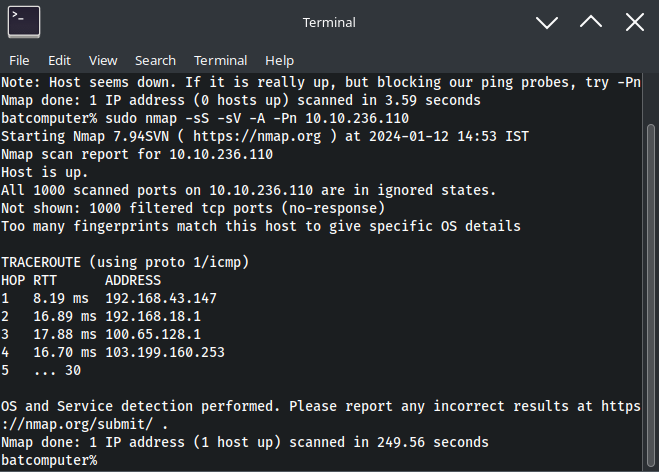 >_
Terminal
File Edit View Search Terminal Help
Note: Host seems down. If it is really up, but blocking our ping probes, try -Pn
Nmap done: 1 IP address (0 hosts up) scanned in 3.59 seconds
batcomputer% sudo nmap -sS -sV -A -Pn 10.10.236.110
Starting Nmap 7.94SVN ( https://nmap.org ) at 2024-01-12 14:53 IST
Nmap scan report for 10.10.236.110
Host is up.
All 1000 scanned ports on 10.10.236.110 are in ignored states.
Not shown: 1000 filtered tcp ports (no-response)
Too many fingerprints match this host to give specific OS details

TRACEROUTE (using proto 1/icmp)
HOP RTT      ADDRESS
1   8.19 ms  192.168.43.147
2   16.89 ms 192.168.18.1
3   17.88 ms 100.65.128.1
4   16.70 ms 103.199.160.253
5   ... 30

OS and Service detection performed. Please report any incorrect results at https
://nmap.org/submit/ .
Nmap done: 1 IP address (1 host up) scanned in 249.56 seconds
batcomputer%